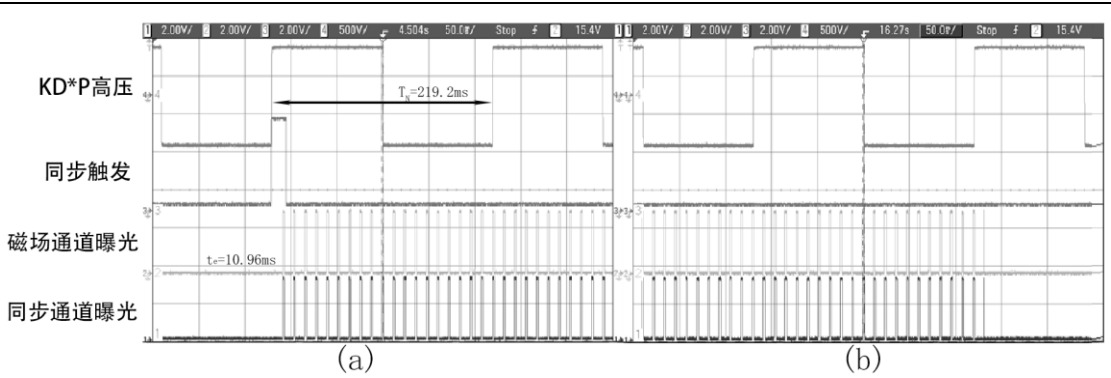 1 2.00V/ 2 2.00V/ 3 2.00V/ 4 500V/ 4.504s 50.0㎳/ Stop 2 15.4V
1 2.00V/ 2 2.00V/ 3 2.00V/ 4 500V/ 16.27s 50.0㎳/ Stop 2 15.4V
KD*P高压
T_N=219.2ms
同步触发
磁场通道曝光
tₑ=10.96ms
同步通道曝光
(a)
(b)